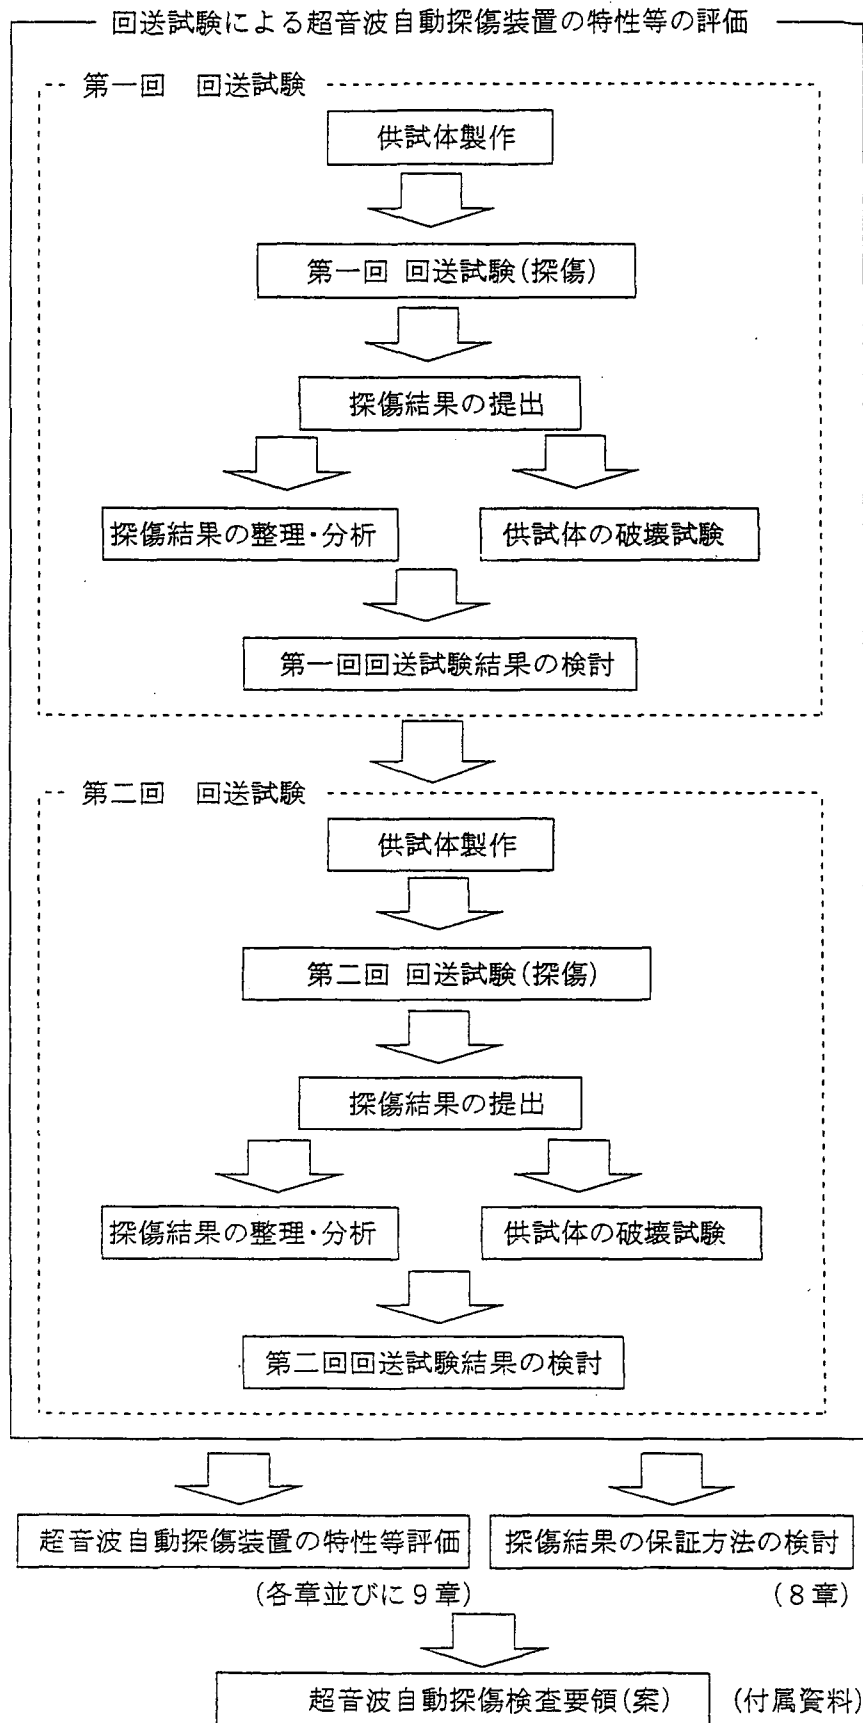 回送試験による超音波自動探傷装置の特性等の評価
第一回 回送試験
供試体製作
第一回 回送試験(探傷)
探傷結果の提出
探傷結果の整理・分析 供試体の破壊試験
第一回回送試験結果の検討
第二回 回送試験
供試体製作
第二回 回送試験(探傷)
探傷結果の提出
探傷結果の整理・分析 供試体の破壊試験
第二回回送試験結果の検討
超音波自動探傷装置の特性等評価 探傷結果の保証方法の検討
(各章並びに9章) (8章)
超音波自動探傷検査要領(案) (付属資料)